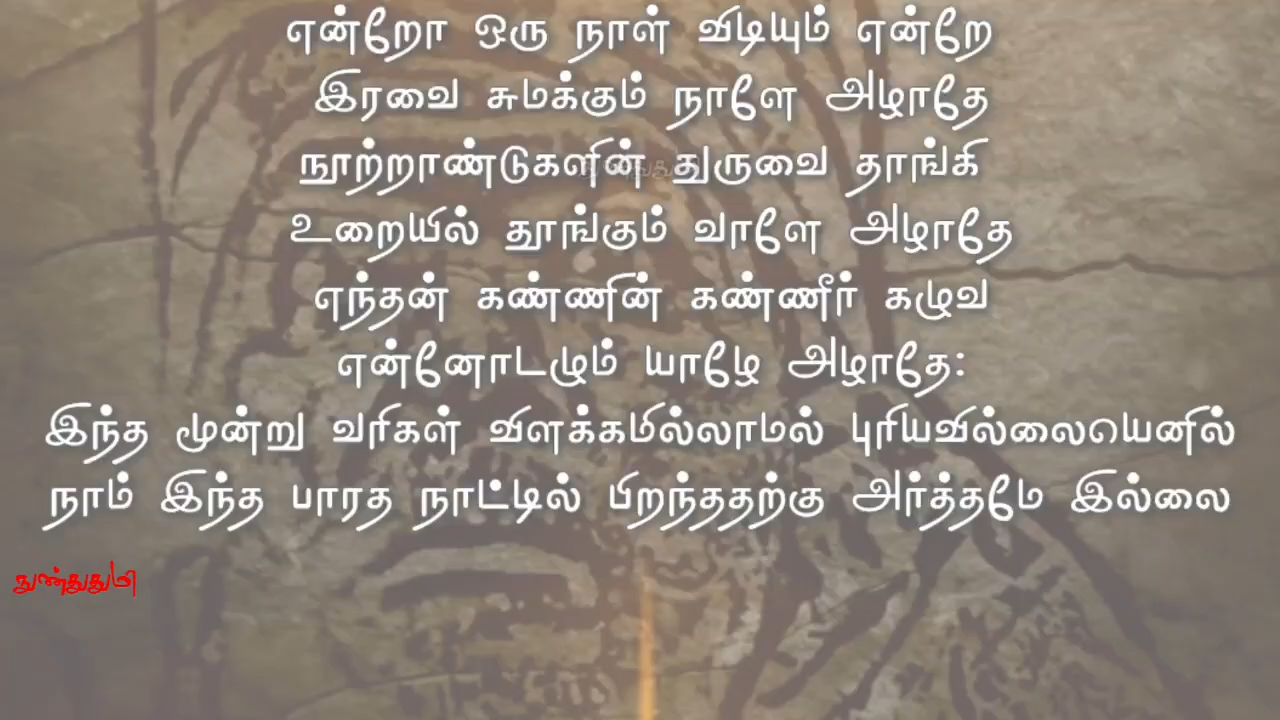 என்றோ ஒரு நாள் விடியும் என்றே
இரவை சுமக்கும் நாளே அழாதே
நூற்றாண்டுகளின் துருவை தாங்கி
உறையில் தூங்கும் வாளே அழாதே
எந்தன் கண்ணின் கண்ணீர் கழுவ
என்னோடழும் யாழே அழாதே:
இந்த மூன்று வரிகள் விளக்கமில்லாமல் புரியவில்லையெனில்
நாம் இந்த பாரத நாட்டில் பிறந்ததற்கு அர்த்தமே இல்லை